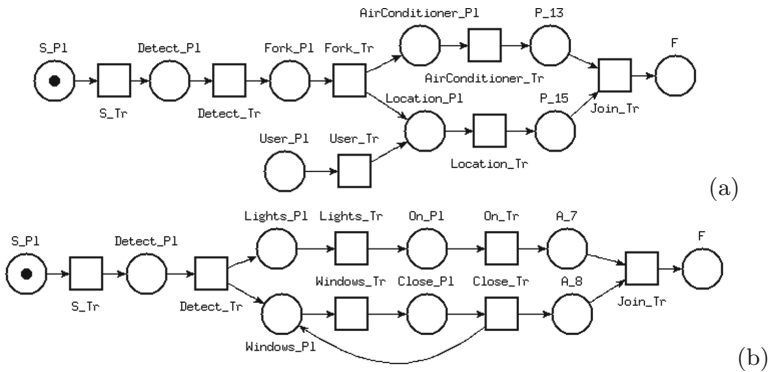 AirConditioner_Pl P_13
S_Pl Detect_Pl Fork_Pl Fork_Tr F
AirConditioner_Tr
S_Tr Detect_Tr Location_Pl P_15 Join_Tr
User_Pl User_Tr
Location_Tr
(a)
Lights_Pl Lights_Tr On_Pl On_Tr A_7
S_Pl Detect_Pl F
Windows_Tr Close_Pl Close_Tr A_8
S_Tr Detect_Tr Join_Tr
Windows_Pl
(b)